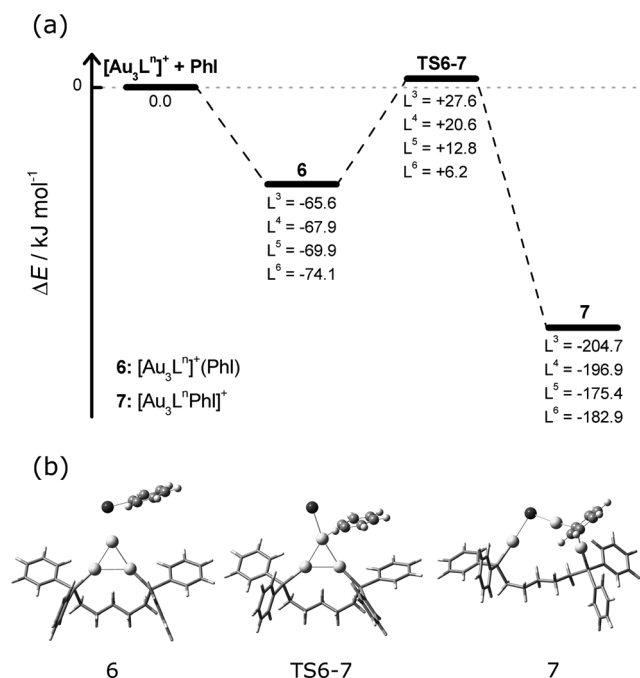 (a)
[Au₃Lⁿ]⁺ + PhI
0.0
TS6-7
L³ = +27.6
L⁴ = +20.6
L⁵ = +12.8
L⁶ = +6.2
0
6
L³ = -65.6
L⁴ = -67.9
L⁵ = -69.9
L⁶ = -74.1
ΔE / kJ mol⁻¹
7
L³ = -204.7
L⁴ = -196.9
L⁵ = -175.4
L⁶ = -182.9
6: [Au₃Lⁿ]⁺(PhI)
7: [Au₃LⁿPhI]⁺
(b)
6
TS6-7
7